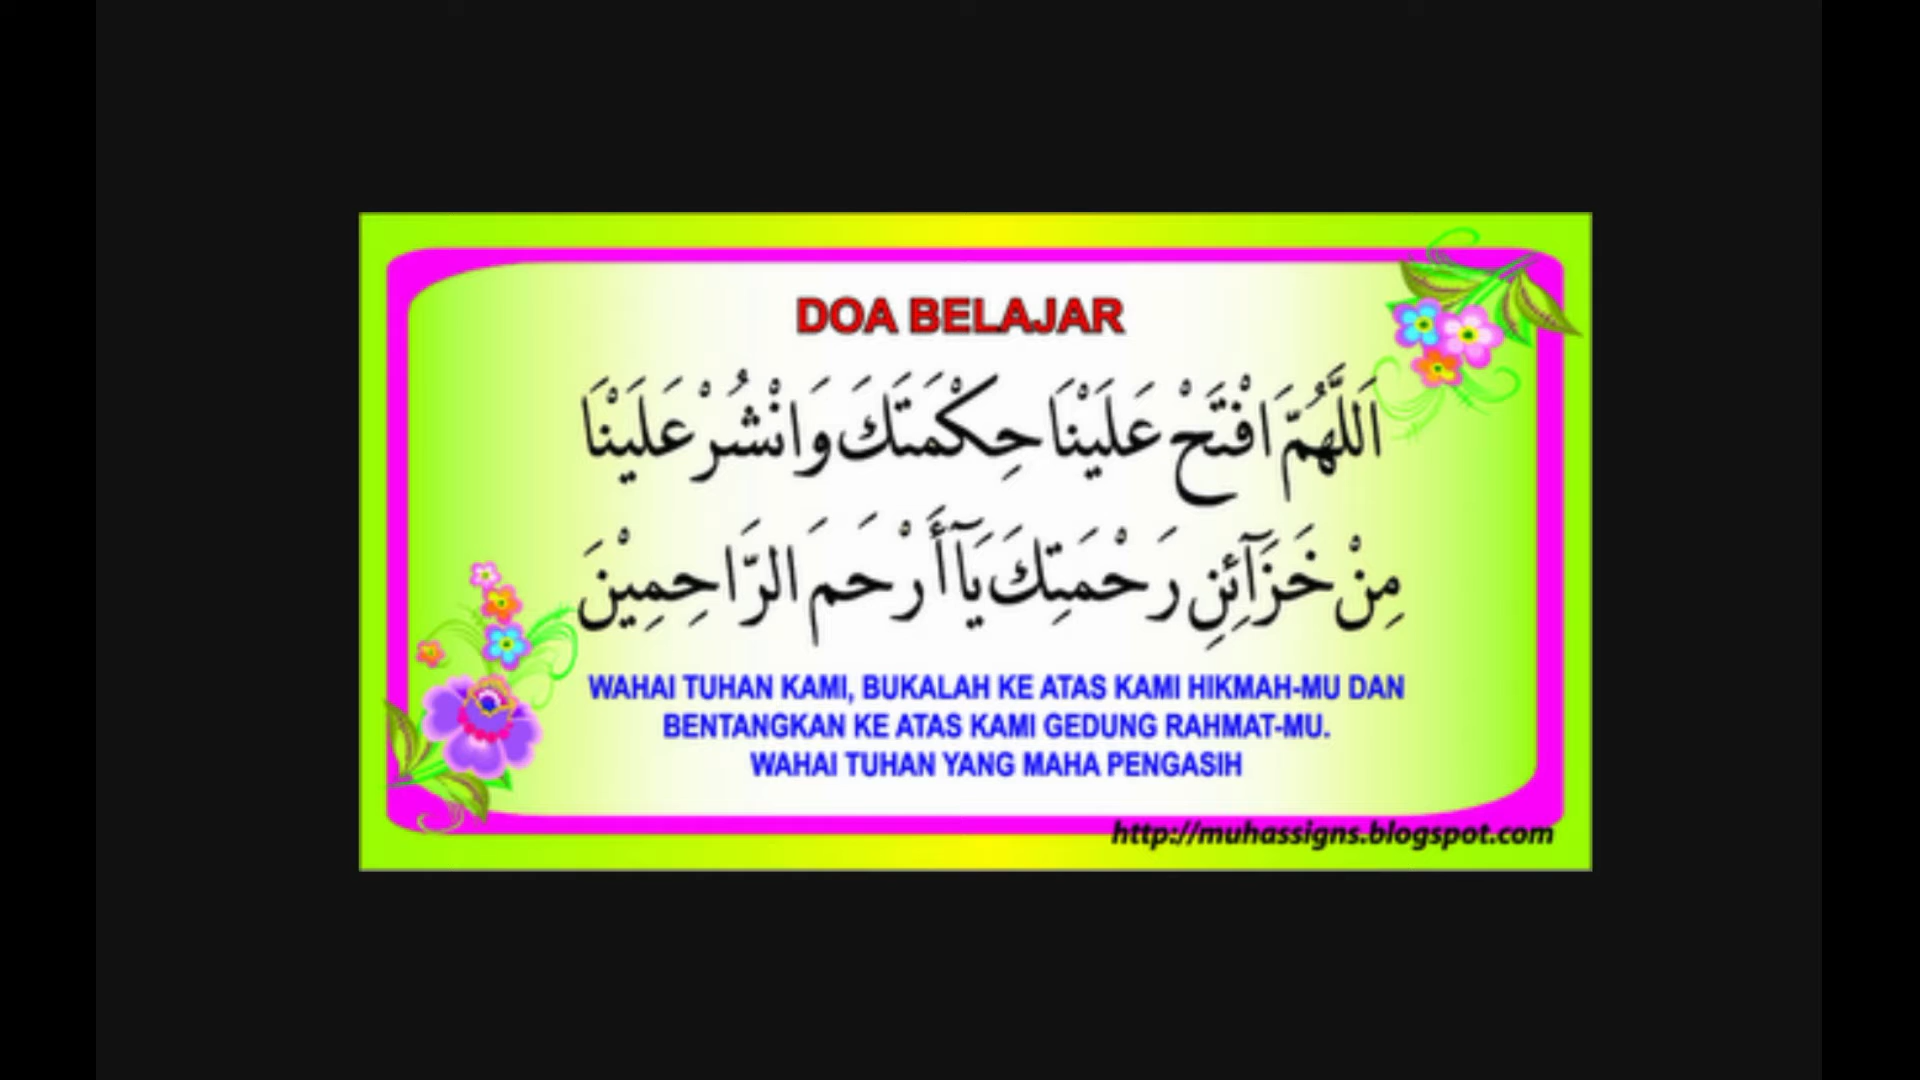 DOA BELAJAR
اَللَّهُمَّ افْتَحْ عَلَيْنَا حِكْمَتَكَ وَانْشُرْ عَلَيْنَا
مِنْ خَزَآئِنِ رَحْمَتِكَ يَآ أَرْحَمَ الرَّاحِمِيْنَ
WAHAI TUHAN KAMI, BUKALAH KE ATAS KAMI HIKMAH-MU DAN
BENTANGKAN KE ATAS KAMI GEDUNG RAHMAT-MU.
WAHAI TUHAN YANG MAHA PENGASIH
http://muhassigns.blogspot.com